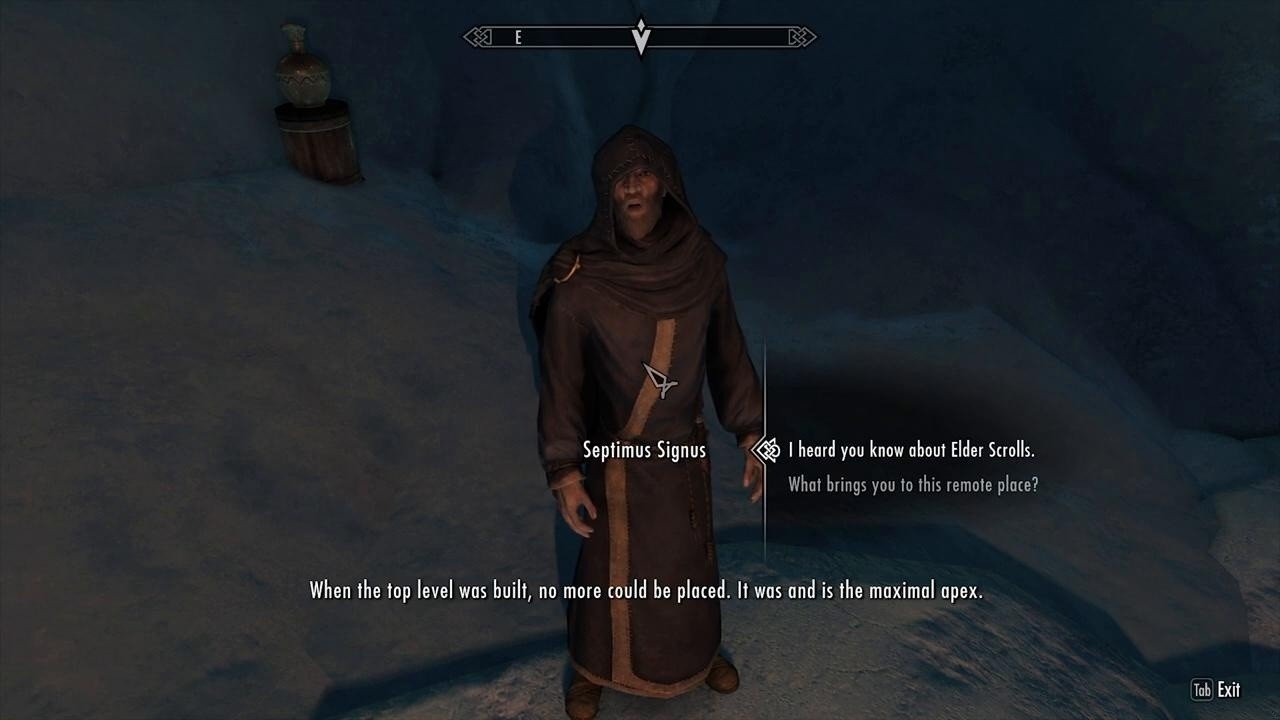 E
Septimus Signus
I heard you know about Elder Scrolls.
What brings you to this remote place?
When the top level was built, no more could be placed. It was and is the maximal apex.
Tab Exit